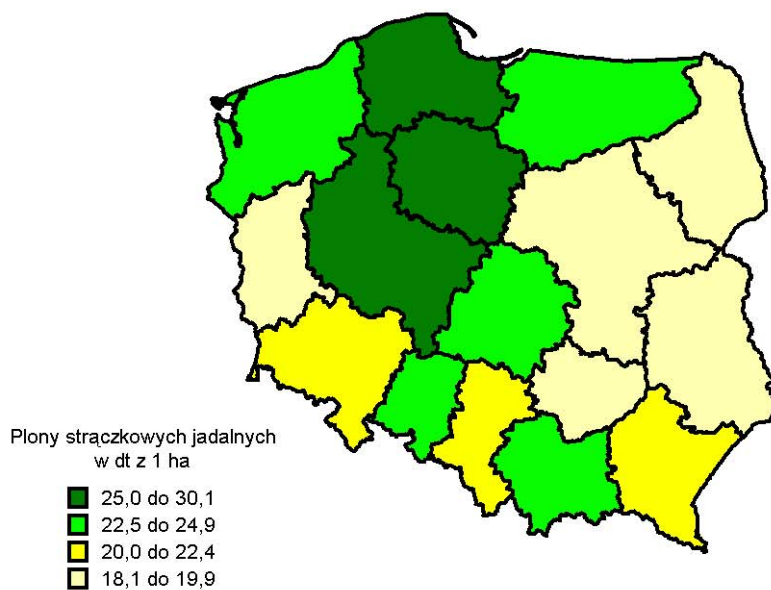 Plony strączkowych jadalnych
w dt z 1 ha
25,0 do 30,1
22,5 do 24,9
20,0 do 22,4
18,1 do 19,9